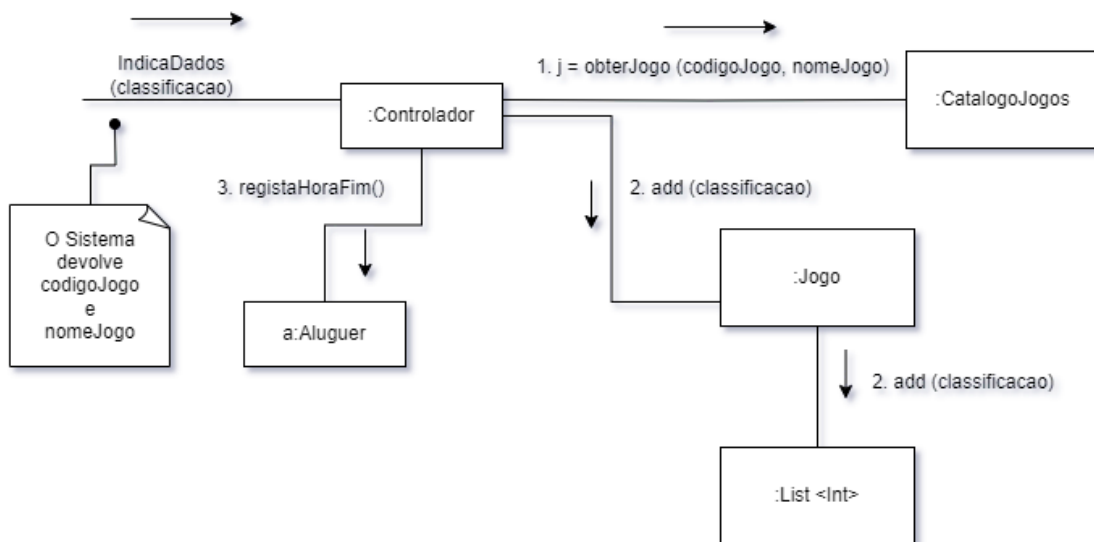 IndicaDados
(classificacao)
1. j = obterJogo (codigoJogo, nomeJogo)
:Controlador
:CatalogoJogos
3. registaHoraFim()
2. add (classificacao)
O Sistema
devolve
codigoJogo
e
nomeJogo
:Jogo
a:Aluguer
2. add (classificacao)
:List <Int>